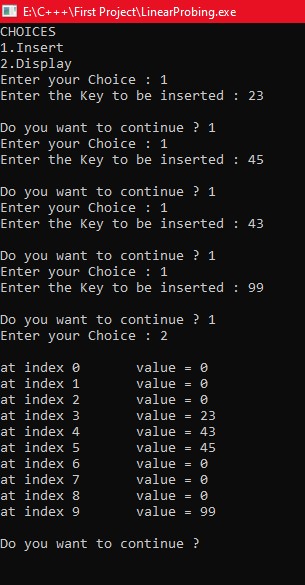 E:\C+++\First Project\LinearProbing.exe
CHOICES
1.Insert
2.Display
Enter your Choice : 1
Enter the Key to be inserted : 23
Do you want to continue ? 1
Enter your Choice : 1
Enter the Key to be inserted : 45
Do you want to continue ? 1
Enter your Choice : 1
Enter the Key to be inserted : 43
Do you want to continue ? 1
Enter your Choice : 1
Enter the Key to be inserted : 99
Do you want to continue ? 1
Enter your Choice : 2
at index 0 value = 0
at index 1 value = 0
at index 2 value = 0
at index 3 value = 23
at index 4 value = 43
at index 5 value = 45
at index 6 value = 0
at index 7 value = 0
at index 8 value = 0
at index 9 value = 99
Do you want to continue ?